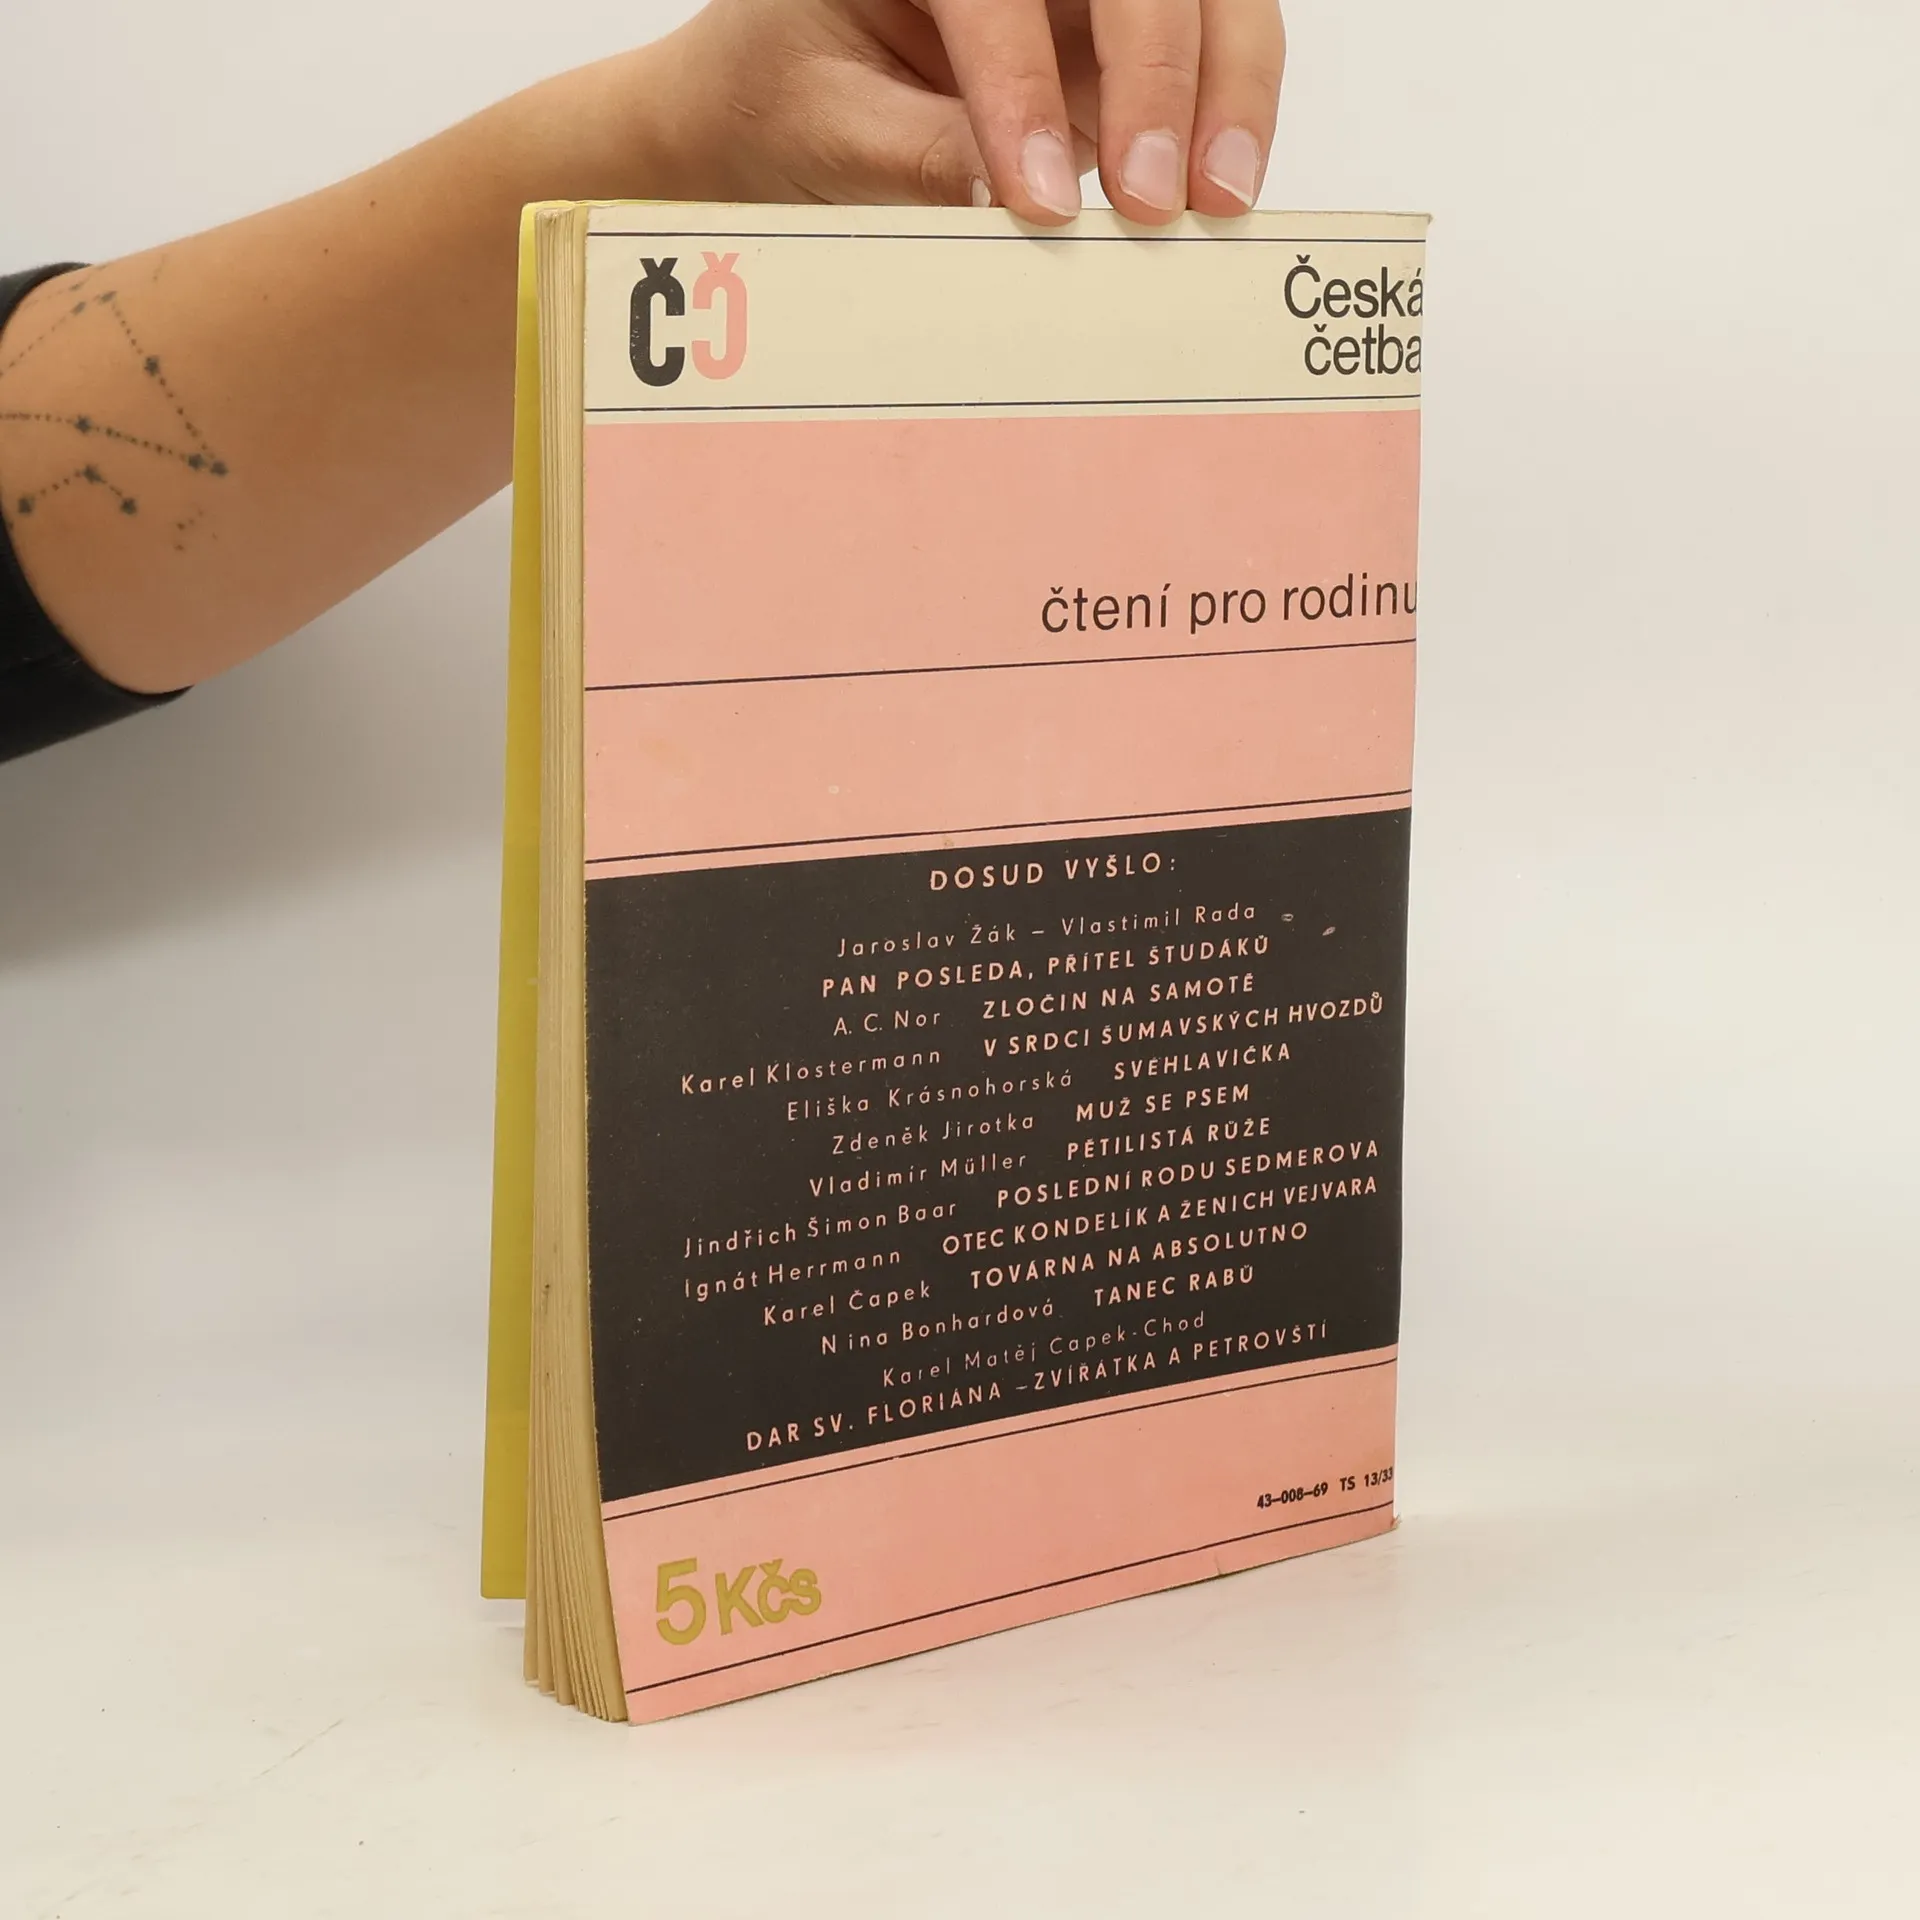 ČČ
Česká
četba
čtení pro rodinu
DOSUD VYŠLO:
Jaroslav Žák – Vlastimil Rada
PAN POSLEDA, PŘÍTEL ŠTUDÁKŮ
A. C. Nor ZLOČIN NA SAMOTĚ
Karel Klostermann V SRDCI ŠUMAVSKÝCH HVOZDŮ
Eliška Krásnohorská SVÉHLAVIČKA
Zdeněk Jirotka MUŽ SE PSEM
Vladimír Müller PĚTILISTÁ RŮŽE
Jindřich Šimon Baar POSLEDNÍ RODU SEDMEROVA
Ignát Herrmann OTEC KONDELÍK A ŽENICH VEJVARA
Karel Čapek TOVÁRNA NA ABSOLUTNO
Nina Bonhardová TANEC RABŮ
Karel Matěj Čapek-Chod
DAR SV. FLORIÁNA – ZVÍŘÁTKA A PETROVŠTÍ
43–008–69 TS 13/33
5 Kčs